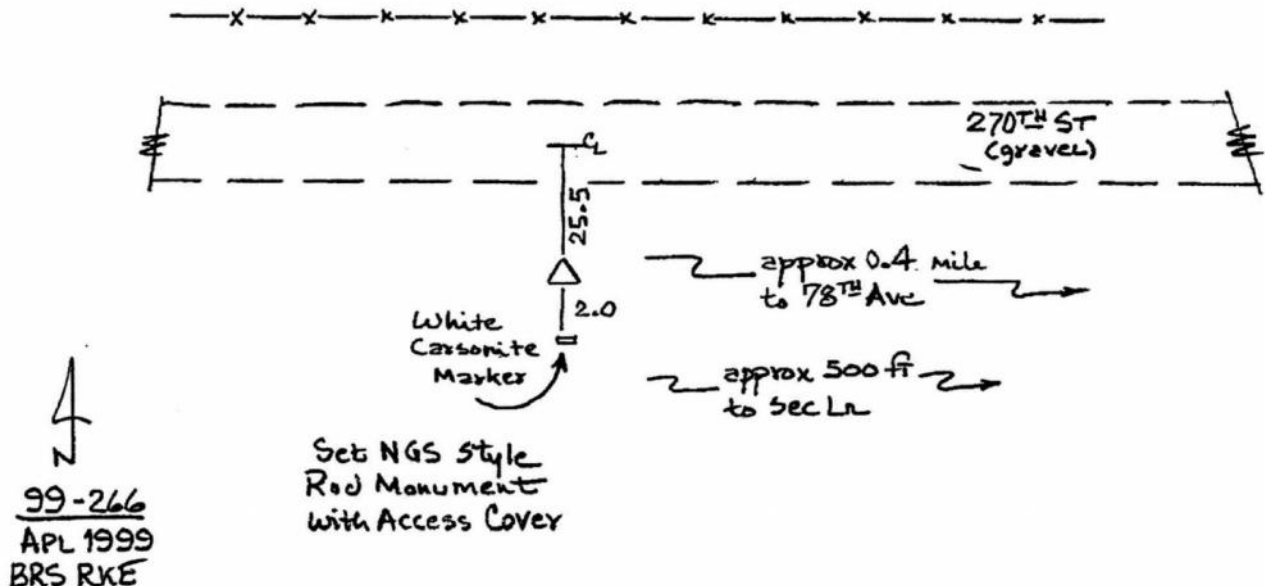 270TH ST
(gravel)
CL
25.5
approx 0.4 mile
to 78TH Ave
2.0
White
Carsonite
Marker
approx 500 ft
to Sec Ln
N
Set NGS Style
Rod Monument
with Access Cover
99-266
APL 1999
BRS RKE